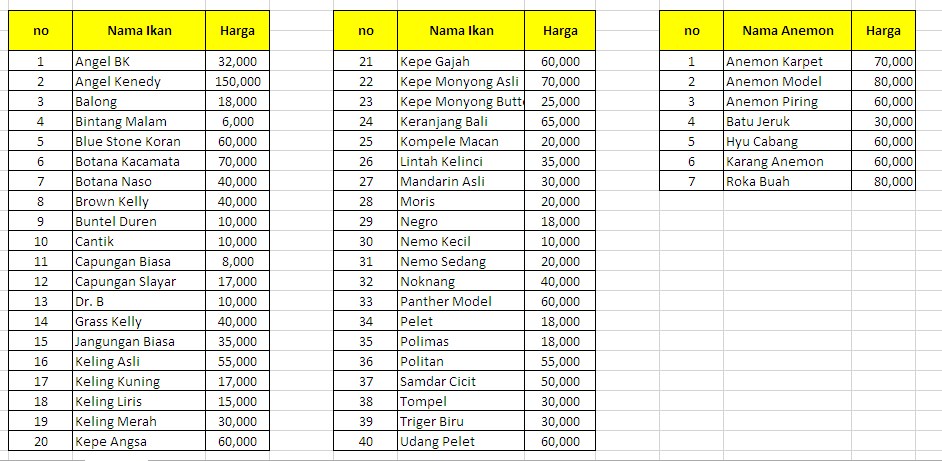 no Nama Ikan Harga
1 Angel BK 32,000
2 Angel Kenedy 150,000
3 Balong 18,000
4 Bintang Malam 6,000
5 Blue Stone Koran 60,000
6 Botana Kacamata 70,000
7 Botana Naso 40,000
8 Brown Kelly 40,000
9 Buntel Duren 10,000
10 Cantik 10,000
11 Capungan Biasa 8,000
12 Capungan Slayar 17,000
13 Dr. B 10,000
14 Grass Kelly 40,000
15 Jangungan Biasa 35,000
16 Keling Asli 55,000
17 Keling Kuning 17,000
18 Keling Liris 15,000
19 Keling Merah 30,000
20 Kepe Angsa 60,000
no Nama Ikan Harga
21 Kepe Gajah 60,000
22 Kepe Monyong Asli 70,000
23 Kepe Monyong Butt 25,000
24 Keranjang Bali 65,000
25 Kompele Macan 20,000
26 Lintah Kelinci 35,000
27 Mandarin Asli 30,000
28 Moris 20,000
29 Negro 18,000
30 Nemo Kecil 10,000
31 Nemo Sedang 20,000
32 Noknang 40,000
33 Panther Model 60,000
34 Pelet 18,000
35 Polimas 18,000
36 Politan 55,000
37 Samdar Cicit 50,000
38 Tompel 30,000
39 Triger Biru 30,000
40 Udang Pelet 60,000
no Nama Anemon Harga
1 Anemon Karpet 70,000
2 Anemon Model 80,000
3 Anemon Piring 60,000
4 Batu Jeruk 30,000
5 Hyu Cabang 60,000
6 Karang Anemon 60,000
7 Roka Buah 80,000